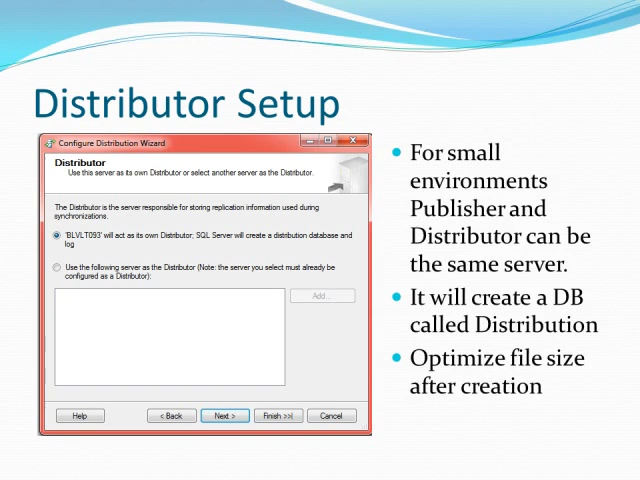 Distributor Setup
Configure Distribution Wizard
Distributor
Use this server as its own Distributor or select another server as the Distributor.
The Distributor is the server responsible for storing replication information used during
synchronizations.
'BLVLT093' will act as its own Distributor; SQL Server will create a distribution database and
log
Use the following server as the Distributor (Note: the server you select must already be
configured as a Distributor):
Add...
Help
< Back
Next >
Finish >>|
Cancel
• For small
environments
Publisher and
Distributor can be
the same server.
• It will create a DB
called Distribution
• Optimize file size
after creation